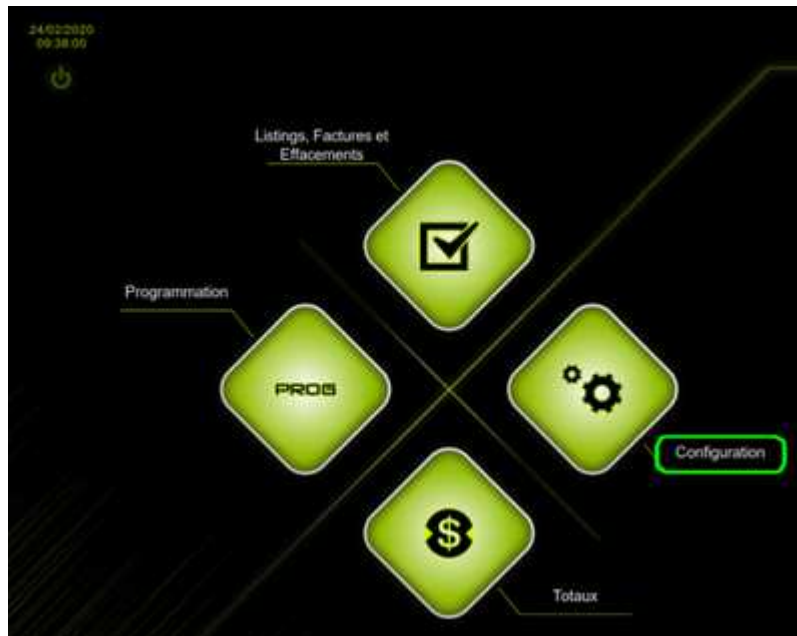 24/02/2020
09:38:00
Listings, Factures et
Effacements
Programmation
PROG
Configuration
Totaux